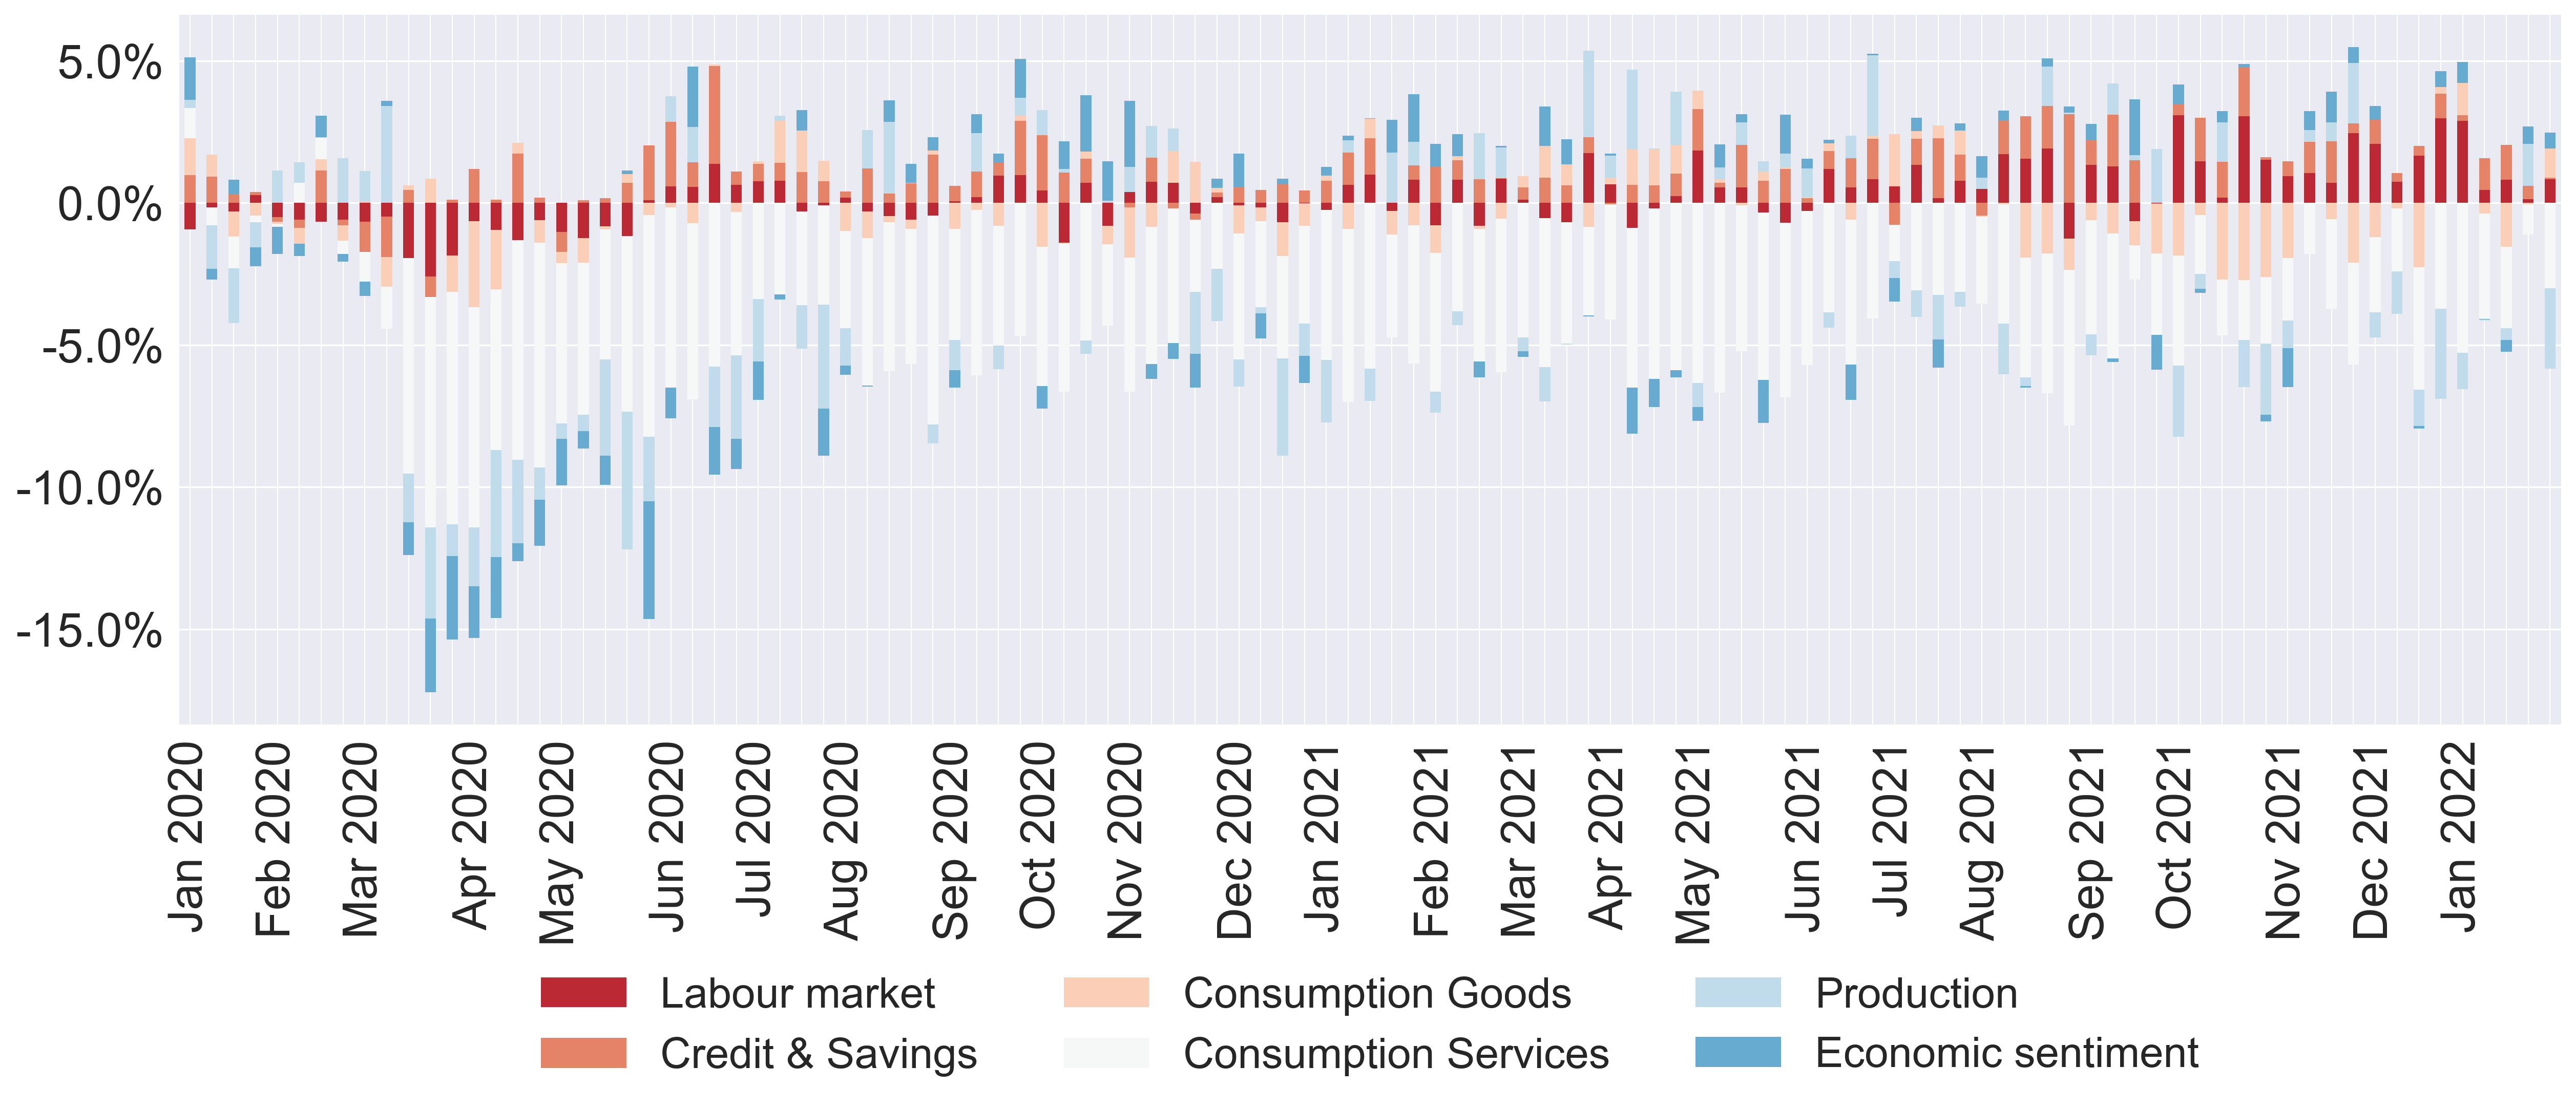 5.0%
0.0%
-5.0%
-10.0%
-15.0%
Jan 2020
Feb 2020
Mar 2020
Apr 2020
May 2020
Jun 2020
Jul 2020
Aug 2020
Sep 2020
Oct 2020
Nov 2020
Dec 2020
Jan 2021
Feb 2021
Mar 2021
Apr 2021
May 2021
Jun 2021
Jul 2021
Aug 2021
Sep 2021
Oct 2021
Nov 2021
Dec 2021
Jan 2022
Labour market
Consumption Goods
Production
Credit & Savings
Consumption Services
Economic sentiment